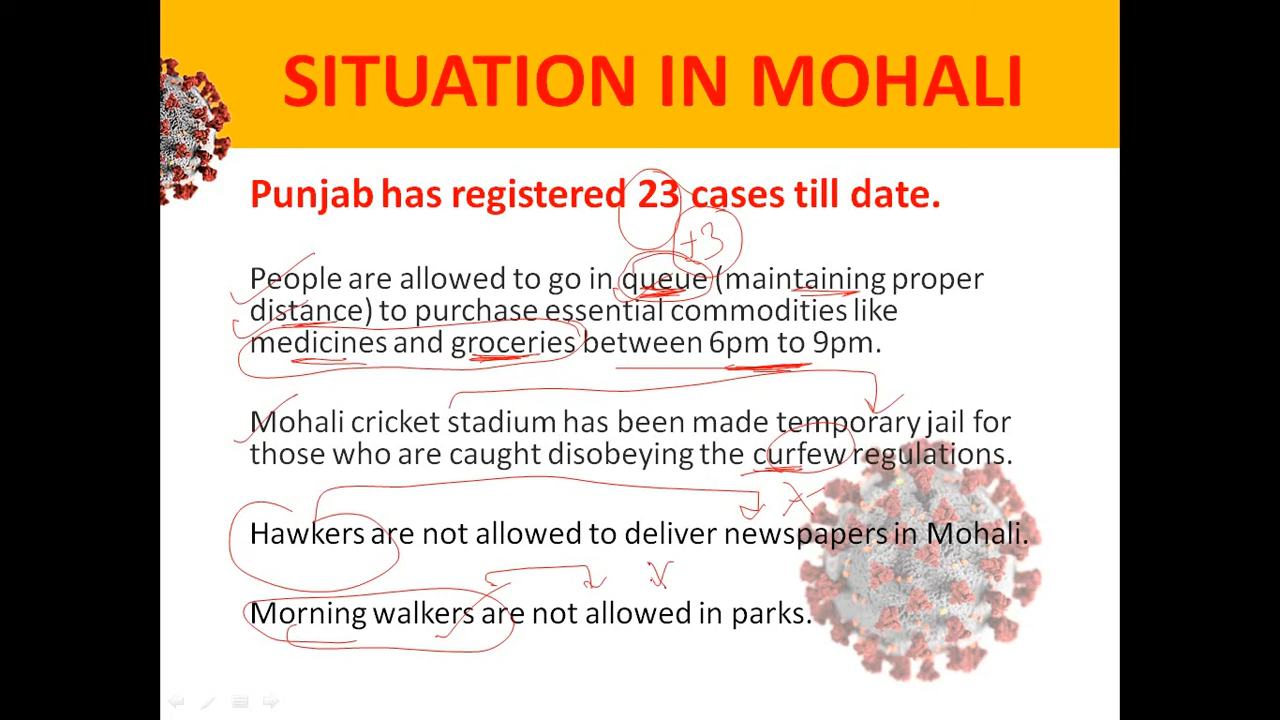 SITUATION IN MOHALI
Punjab has registered 23 cases till date.
+3
People are allowed to go in queue (maintaining proper
distance) to purchase essential commodities like
medicines and groceries between 6pm to 9pm.
Mohali cricket stadium has been made temporary jail for
those who are caught disobeying the curfew regulations.
Hawkers are not allowed to deliver newspapers in Mohali.
Morning walkers are not allowed in parks.